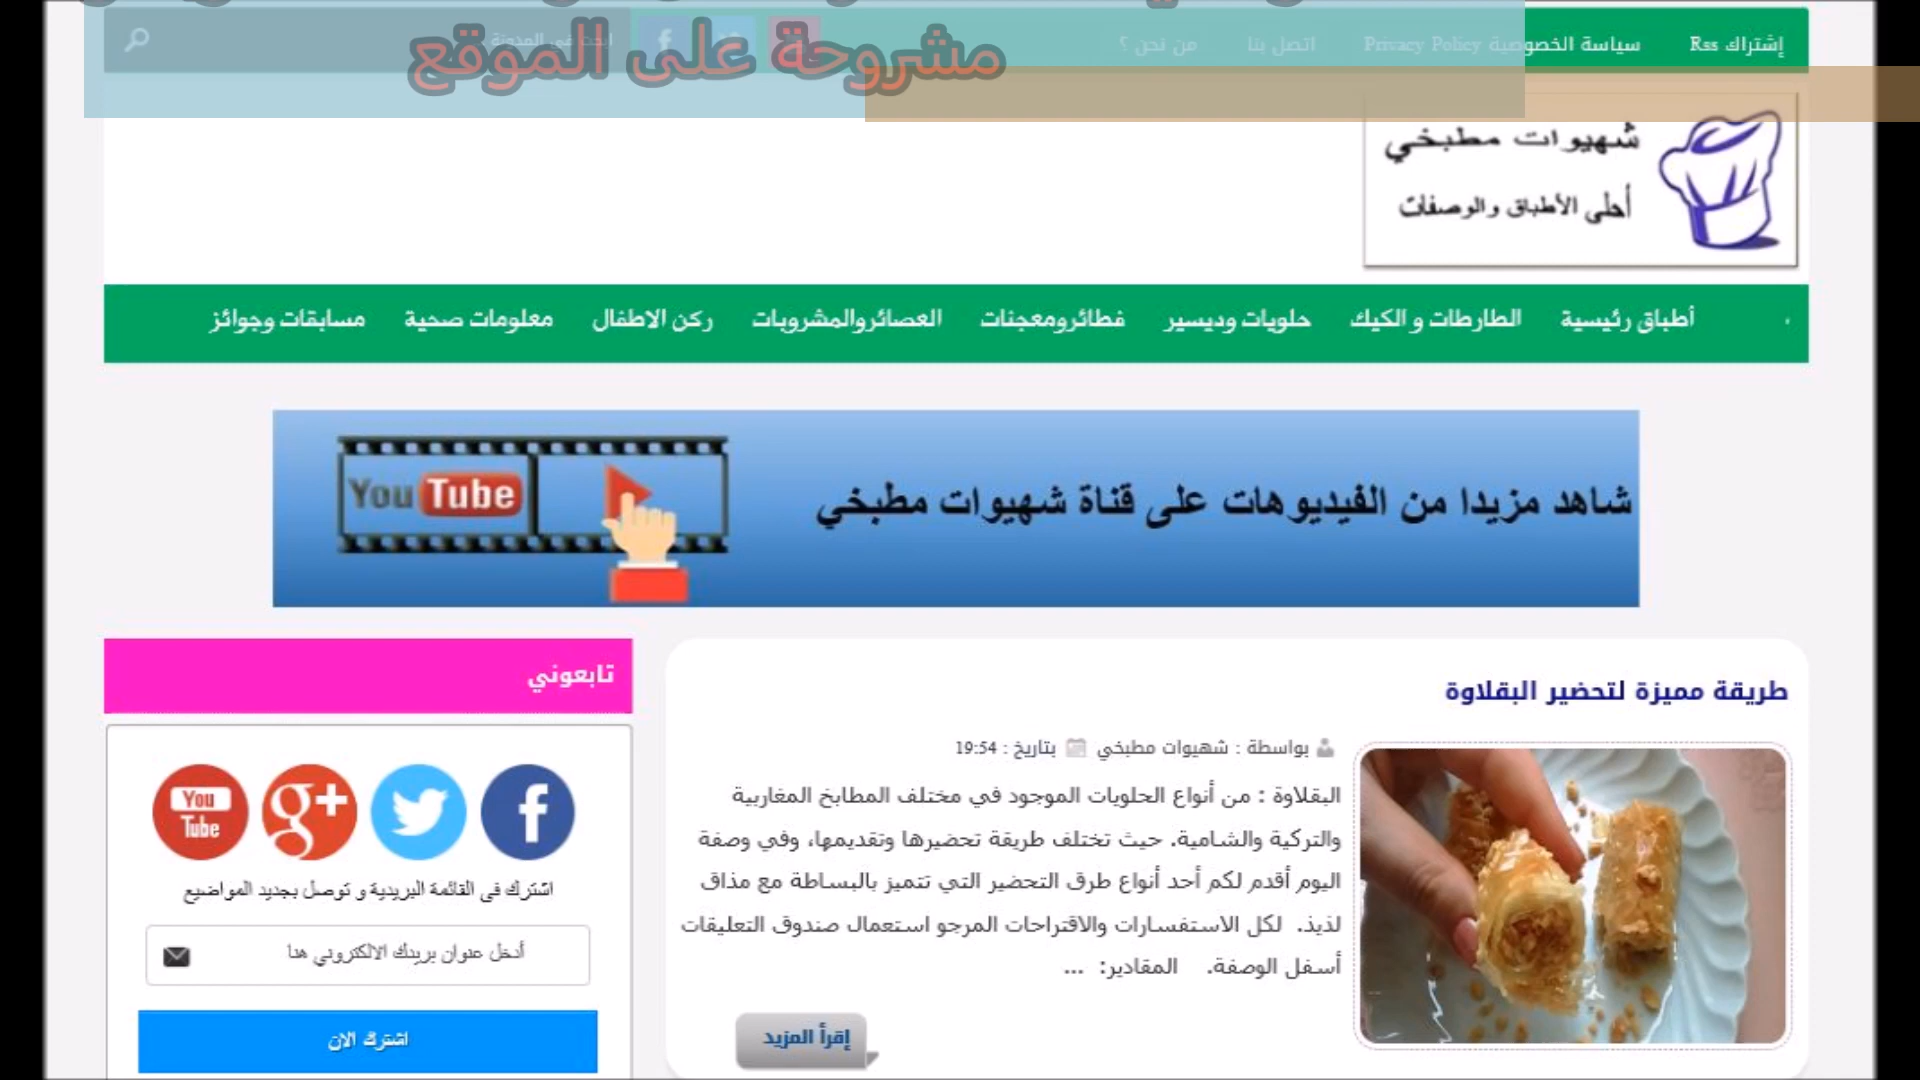 مشروحة على الموقع
إشتراك Rss
سياسة الخصوصية Privacy Policy
اتصل بنا
من نحن ؟
ابحث في المدونة
شهيوات مطبخي
أحلى الأطباق والوصفات
أطباق رئيسية
الطارطات و الكيك
حلويات وديسير
فطائرومعجنات
العصائروالمشروبات
ركن الاطفال
معلومات صحية
مسابقات وجوائز
شاهد مزيدا من الفيديوهات على قناة شهيوات مطبخي
YouTube
طريقة مميزة لتحضير البقلاوة
بواسطة : شهيوات مطبخي
بتاريخ : 19:54
البقلاوة : من أنواع الحلويات الموجود في مختلف المطابخ المغاربية
والتركية والشامية. حيث تختلف طريقة تحضيرها وتقديمها، وفي وصفة
اليوم أقدم لكم أحد أنواع طرق التحضير التي تتميز بالبساطة مع مذاق
لذيذ. لكل الاستفسارات والاقتراحات المرجو استعمال صندوق التعليقات
أسفل الوصفة. المقادير: ...
إقرأ المزيد
تابعوني
You
Tube
g+
f
اشترك فى القائمة البريدية و توصل بجديد المواضيع
أدخل عنوان بريدك الالكتروني هنا
اشترك الان